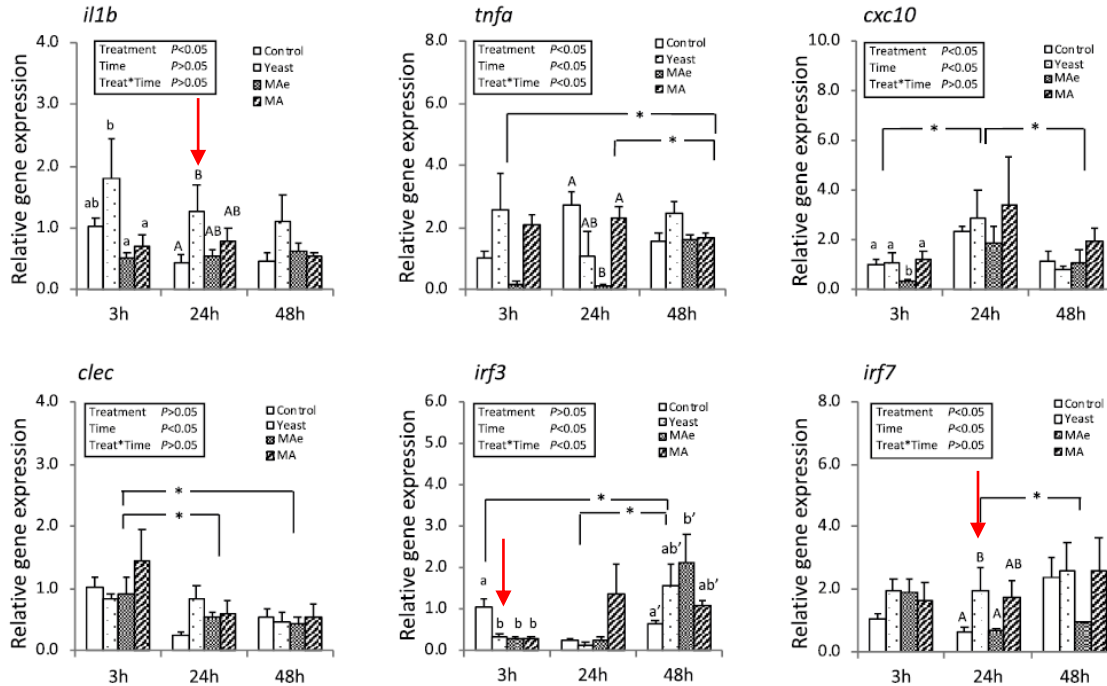 il1b
Relative gene expression
4.0
3.0
2.0
1.0
0.0
Treatment P<0.05
Time P>0.05
Treat*Time P>0.05
Control
Yeast
MAe
MA
ab
b
a
a
A
B
AB
AB
3h 24h 48h
tnfa
Relative gene expression
8.0
6.0
4.0
2.0
0.0
Treatment P<0.05
Time P<0.05
Treat*Time P<0.05
Control
Yeast
MAe
MA
*
*
A
AB
B
A
3h 24h 48h
cxc10
Relative gene expression
10.0
8.0
6.0
4.0
2.0
0.0
Treatment P<0.05
Time P<0.05
Treat*Time P>0.05
Control
Yeast
MAe
MA
* *
a a b a
3h 24h 48h
clec
Relative gene expression
4.0
3.0
2.0
1.0
0.0
Treatment P>0.05
Time P<0.05
Treat*Time P>0.05
Control
Yeast
MAe
MA
*
*
3h 24h 48h
irf3
Relative gene expression
6.0
5.0
4.0
3.0
2.0
1.0
0.0
Treatment P>0.05
Time P<0.05
Treat*Time P<0.05
Control
Yeast
MAe
MA
*
*
a
b b b
a’
ab’
b’
ab’
3h 24h 48h
irf7
Relative gene expression
8.0
6.0
4.0
2.0
0.0
Treatment P<0.05
Time P<0.05
Treat*Time P>0.05
Control
Yeast
MAe
MA
*
A
B
A
AB
3h 24h 48h